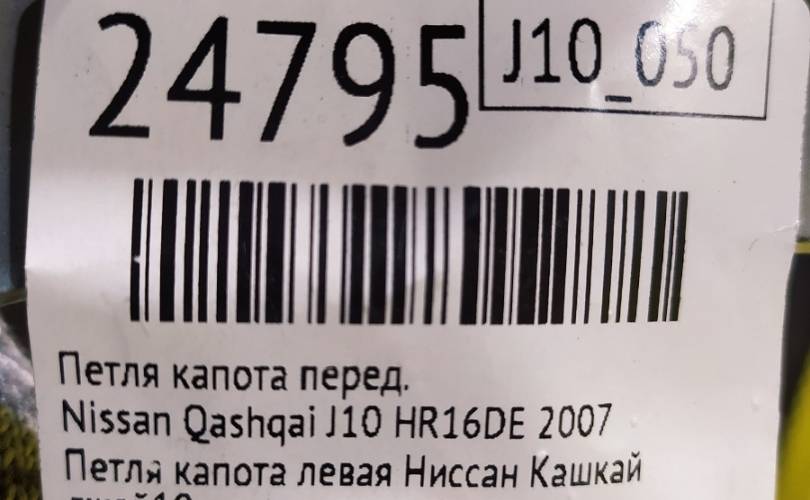 24795 J10_050
Петля капота перед.
Nissan Qashqai J10 HR16DE 2007
Петля капота левая Ниссан Кашкай